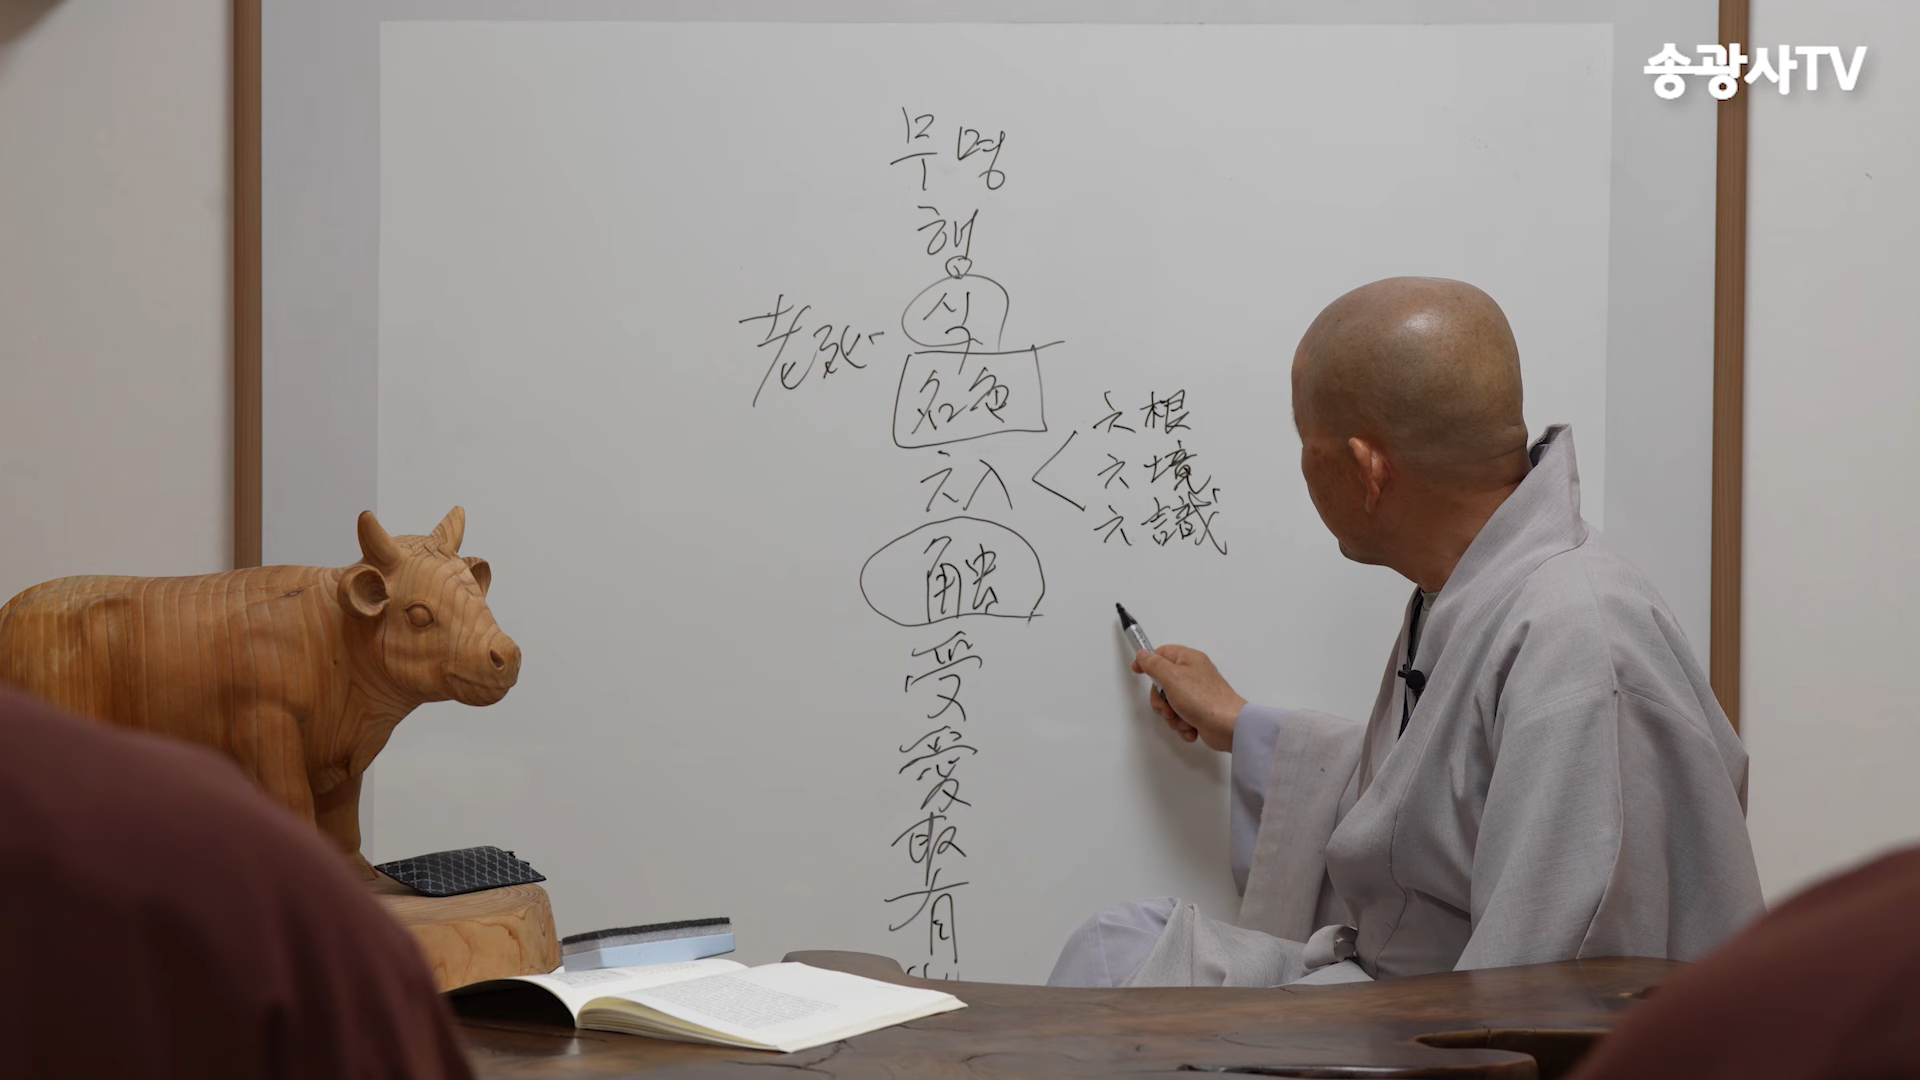 송광사TV
무명
행
식
老死
名色
六入
六根
六境
六識
触
受
愛
取
有